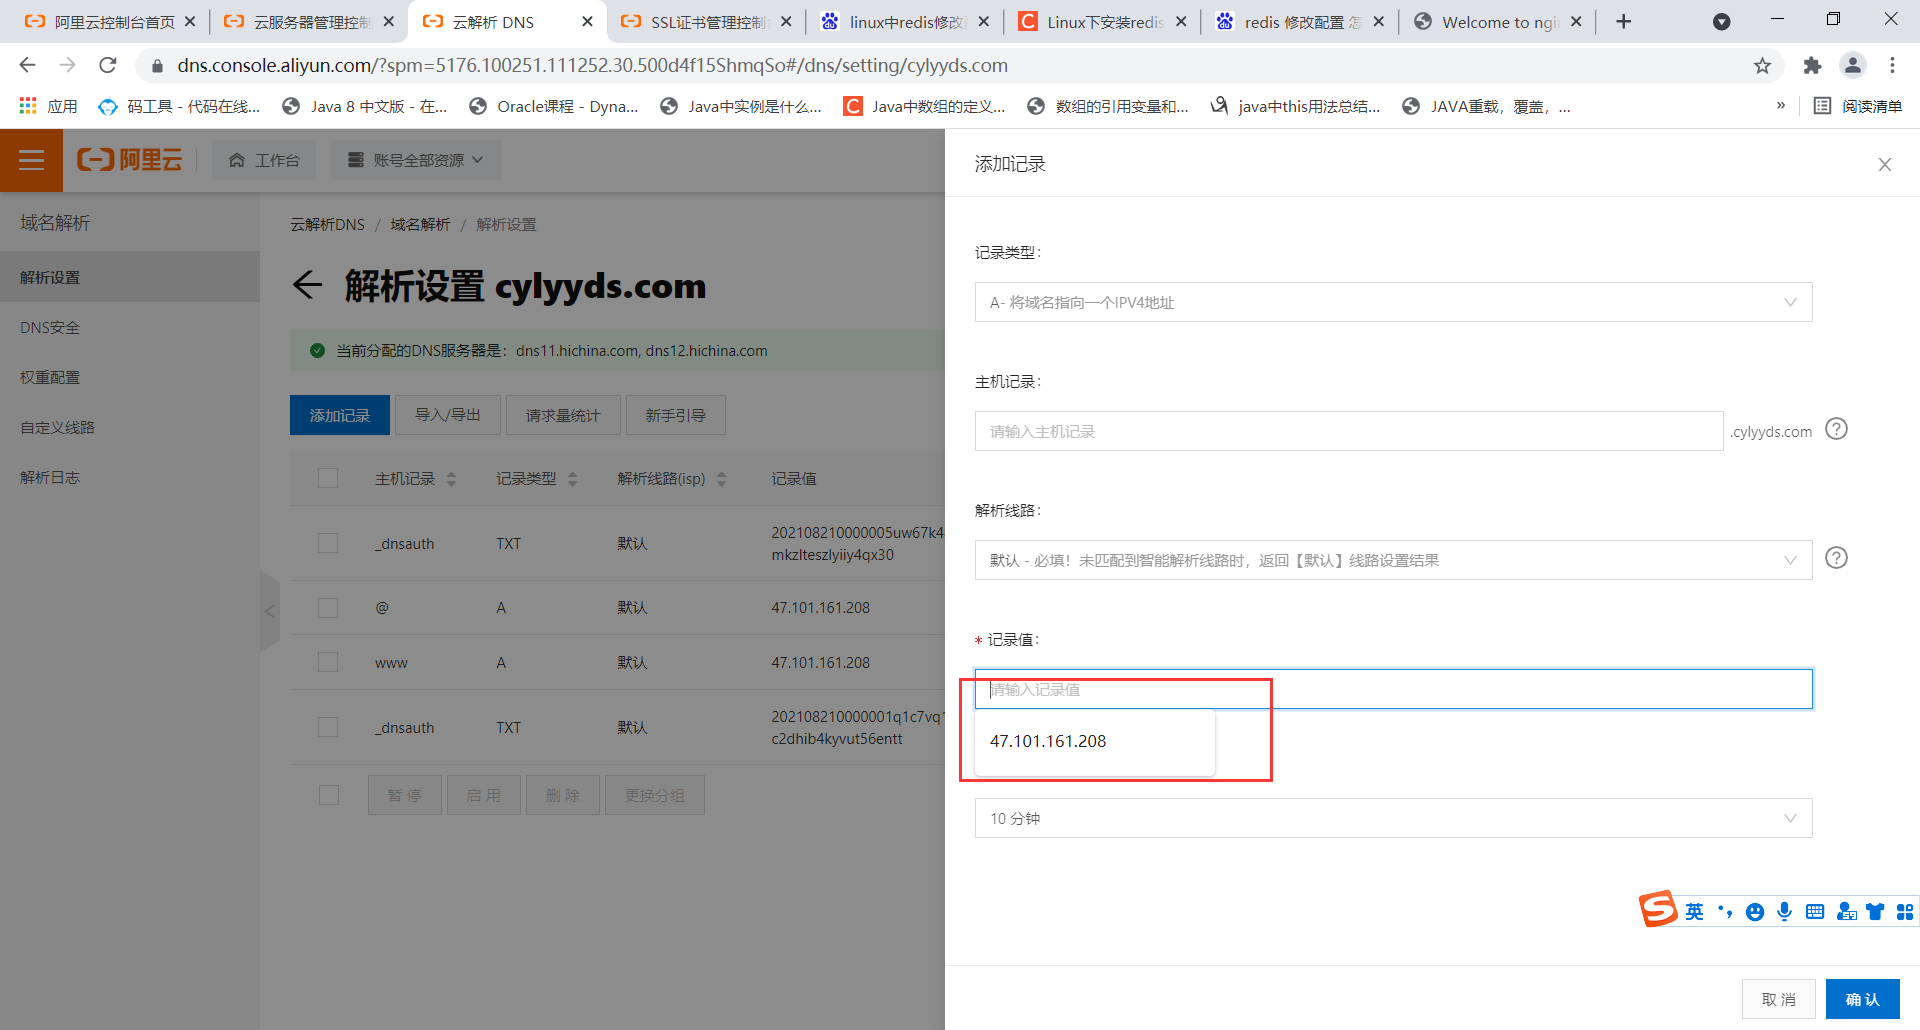 阿里云控制台首页
云服务器管理控制
云解析 DNS
SSL证书管理控制
linux中redis修改
Linux下安装redis
redis 修改配置 怎
Welcome to ngi
dns.console.aliyun.com/?spm=5176.100251.111252.30.500d4f15ShmqSo#/dns/setting/cylyyds.com
应用
码工具 - 代码在线...
Java 8 中文版 - 在...
Oracle课程 - Dyna...
Java中实例是什么...
C
Java中数组的定义...
数组的引用变量和...
java中this用法总结...
JAVA重载，覆盖，...
»
阅读清单
阿里云
工作台
账号全部资源
域名解析
解析设置
DNS安全
权重配置
自定义线路
解析日志
云解析DNS / 域名解析 / 解析设置
解析设置 cylyyds.com
当前分配的DNS服务器是：dns11.hichina.com, dns12.hichina.com
添加记录
导入/导出
请求量统计
新手引导
主机记录 记录类型 解析线路(isp) 记录值
_dnsauth TXT 默认 202108210000005uw67k4
mkzlteszlyiiy4qx30
@ A 默认 47.101.161.208
www A 默认 47.101.161.208
_dnsauth TXT 默认 202108210000001q1c7vq1
c2dhib4kyvut56entt
暂 停
启 用
删 除
更换分组
添加记录
记录类型：
A- 将域名指向一个IPV4地址
主机记录：
请输入主机记录
.cylyyds.com
?
解析线路：
默认 - 必填！未匹配到智能解析线路时，返回【默认】线路设置结果
?
* 记录值：
请输入记录值
47.101.161.208
10 分钟
S 英
取 消
确 认